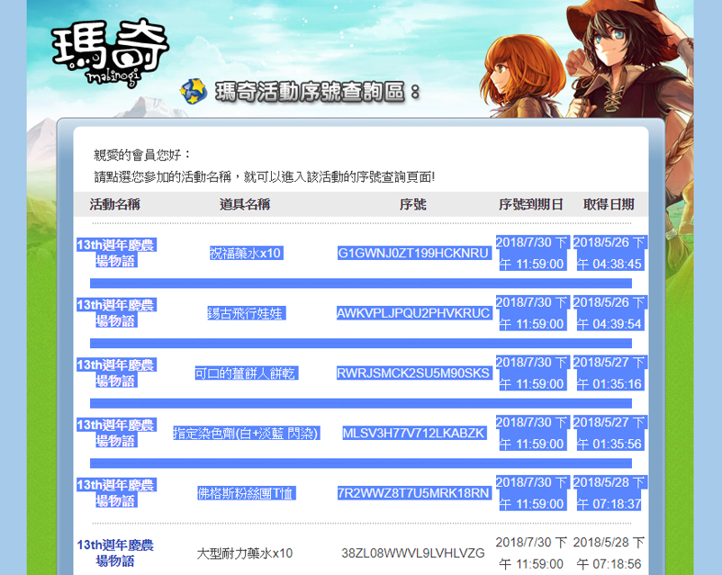 瑪奇
mabinogi
瑪奇活動序號查詢區：
親愛的會員您好：
請點選您參加的活動名稱，就可以進入該活動的序號查詢頁面!
活動名稱 道具名稱 序號 序號到期日 取得日期
13th週年慶農場物語 祝福藥水x10 G1GWNJ0ZT199HCKNRU 2018/7/30 下午 11:59:00 2018/5/26 下午 04:38:45
13th週年慶農場物語 錫古飛行娃娃 AWKVPLJPQU2PHVKRUC 2018/7/30 下午 11:59:00 2018/5/26 下午 04:39:54
13th週年慶農場物語 可口的薑餅人餅乾 RWRJSMCK2SU5M90SKS 2018/7/30 下午 11:59:00 2018/5/27 下午 01:35:16
13th週年慶農場物語 指定染色劑(白+淡藍 閃染) MLSV3H77V712LKABZK 2018/7/30 下午 11:59:00 2018/5/27 下午 01:35:56
13th週年慶農場物語 佛格斯粉絲團T恤 7R2WWZ8T7U5MRK18RN 2018/7/30 下午 11:59:00 2018/5/28 下午 07:18:37
13th週年慶農場物語 大型耐力藥水x10 38ZL08WWVL9LVHLVZG 2018/7/30 下午 11:59:00 2018/5/28 下午 07:18:56